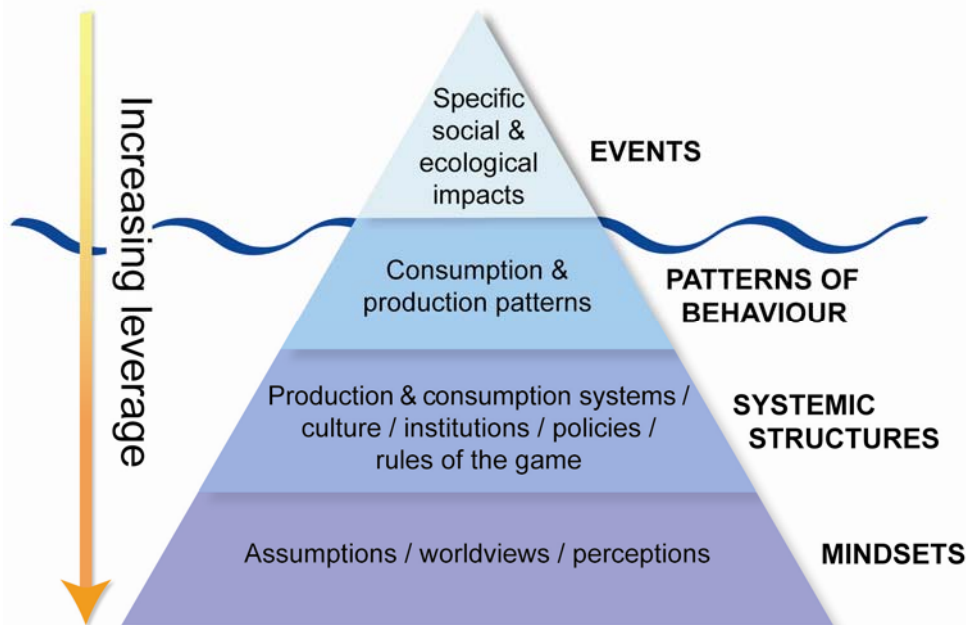 Increasing leverage
Specific
social &
ecological
impacts
EVENTS
Consumption &
production patterns
PATTERNS OF
BEHAVIOUR
Production & consumption systems /
culture / institutions / policies /
rules of the game
SYSTEMIC
STRUCTURES
Assumptions / worldviews / perceptions
MINDSETS